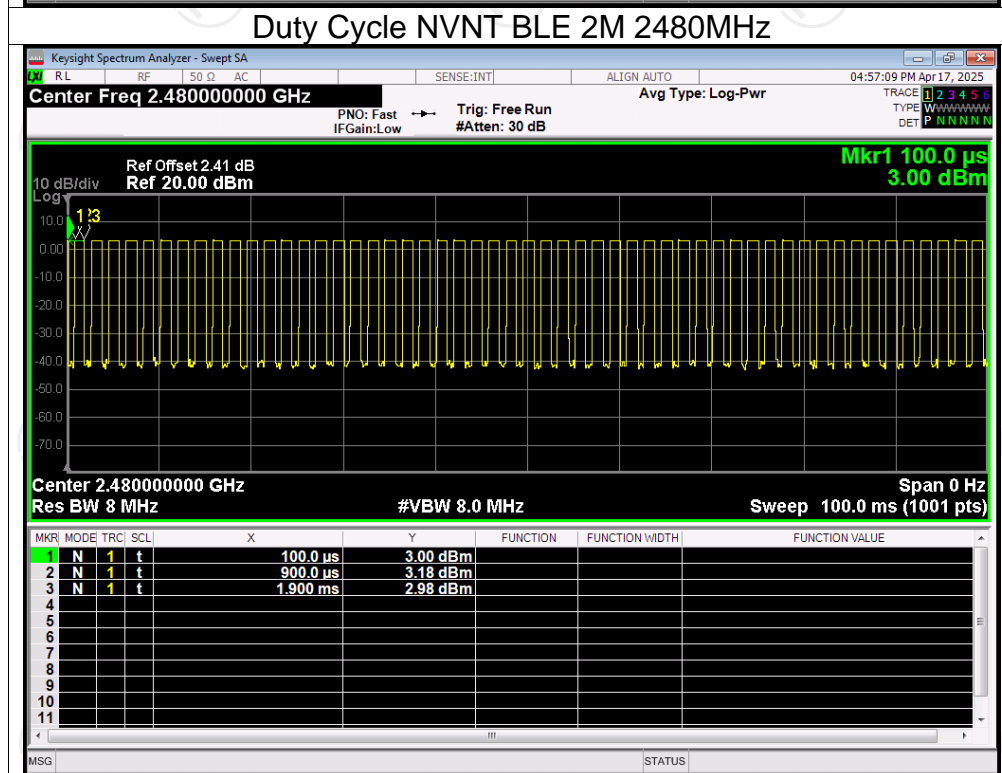 Duty Cycle NVNT BLE 2M 2480MHz
Keysight Spectrum Analyzer - Swept SA
LXI RL RF 50 Ω AC SENSE:INT ALIGN AUTO 04:57:09 PM Apr 17, 2025
Center Freq 2.480000000 GHz Avg Type: Log-Pwr TRACE 1 2 3 4 5 6
PNO: Fast Trig: Free Run TYPE WWWWWW
IFGain:Low #Atten: 30 dB DET P N N N N N
Mkr1 100.0 µs
Ref Offset 2.41 dB
10 dB/div Ref 20.00 dBm 3.00 dBm
Log
10.0
1 2 3
0.00
-10.0
-20.0
-30.0
-40.0
-50.0
-60.0
-70.0
Center 2.480000000 GHz Span 0 Hz
Res BW 8 MHz #VBW 8.0 MHz Sweep 100.0 ms (1001 pts)
MKR MODE TRC SCL X Y FUNCTION FUNCTION WIDTH FUNCTION VALUE
1 N 1 t 100.0 µs 3.00 dBm
2 N 1 t 900.0 µs 3.18 dBm
3 N 1 t 1.900 ms 2.98 dBm
4
5
6
7
8
9
10
11
MSG STATUS